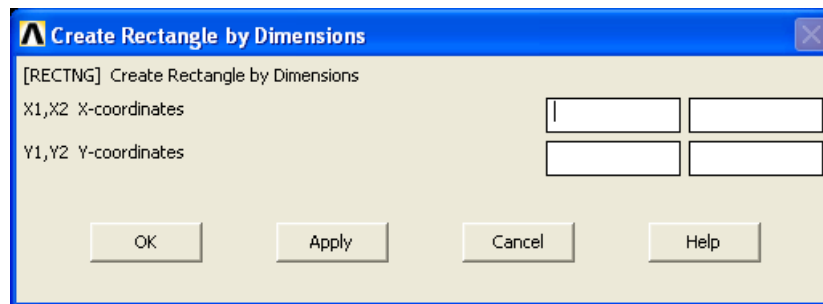 Create Rectangle by Dimensions
[RECTNG] Create Rectangle by Dimensions
X1,X2 X-coordinates
Y1,Y2 Y-coordinates
OK Apply Cancel Help